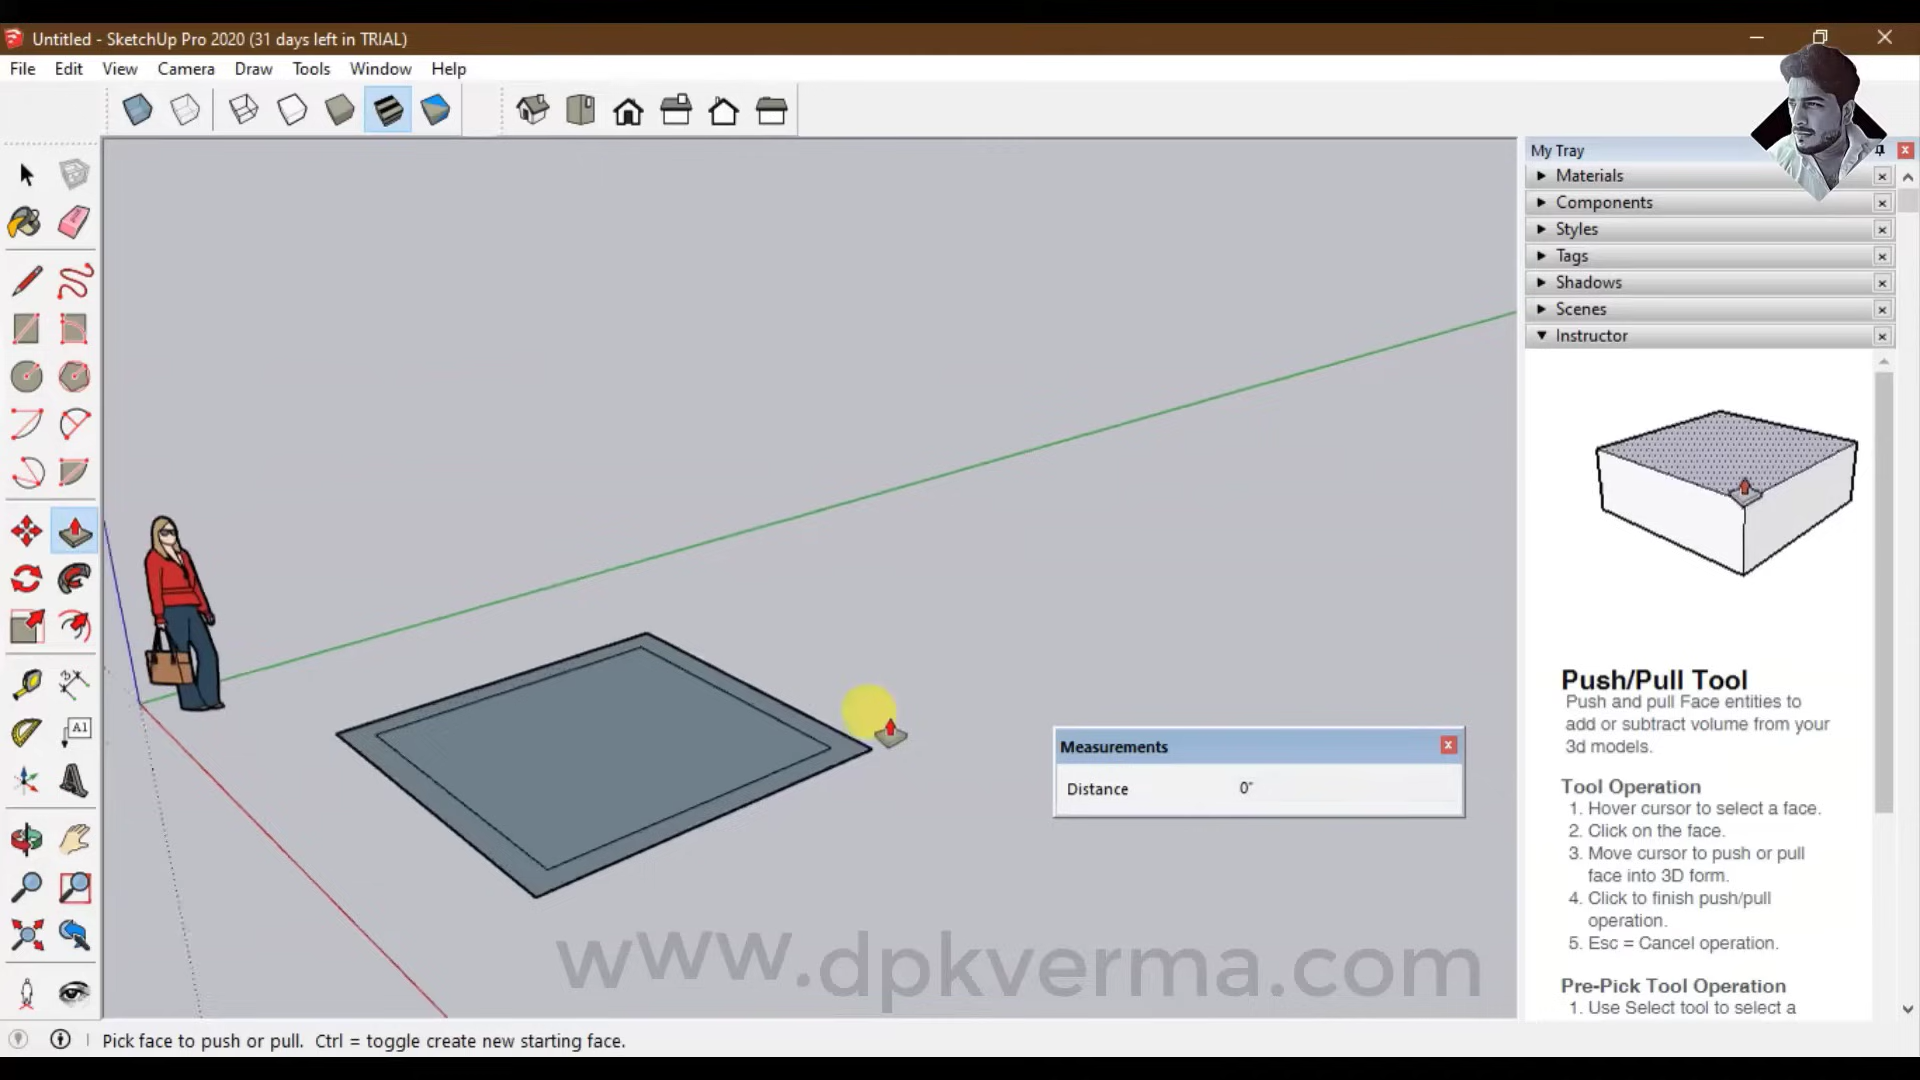 Untitled - SketchUp Pro 2020 (31 days left in TRIAL)
File Edit View Camera Draw Tools Window Help
My Tray
Materials
Components
Styles
Tags
Shadows
Scenes
Instructor
A1
Measurements
Distance 0"
Push/Pull Tool
Push and pull Face entities to
add or subtract volume from your
3d models.
Tool Operation
1. Hover cursor to select a face.
2. Click on the face.
3. Move cursor to push or pull
face into 3D form.
4. Click to finish push/pull
operation.
5. Esc = Cancel operation.
Pre-Pick Tool Operation
1. Use Select tool to select a
www.dpkverma.com
Pick face to push or pull. Ctrl = toggle create new starting face.